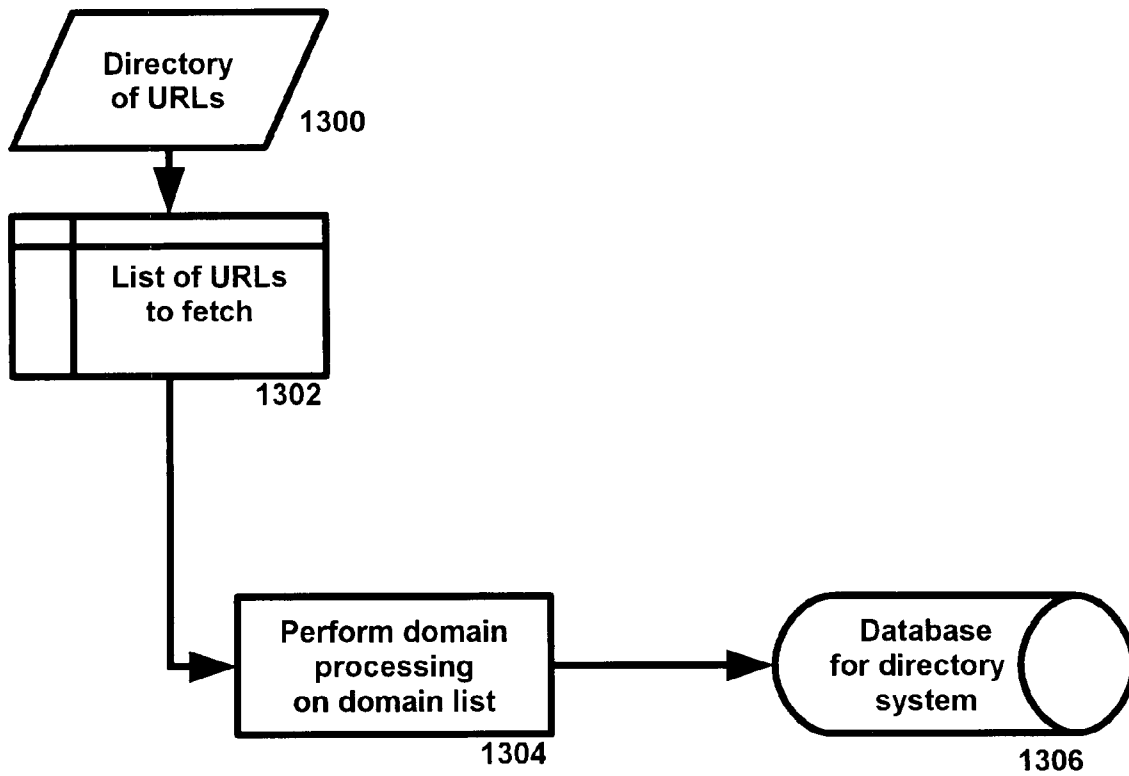 Directory
of URLs
1300
List of URLs
to fetch
1302
Perform domain
processing
on domain list
1304
Database
for directory
system
1306